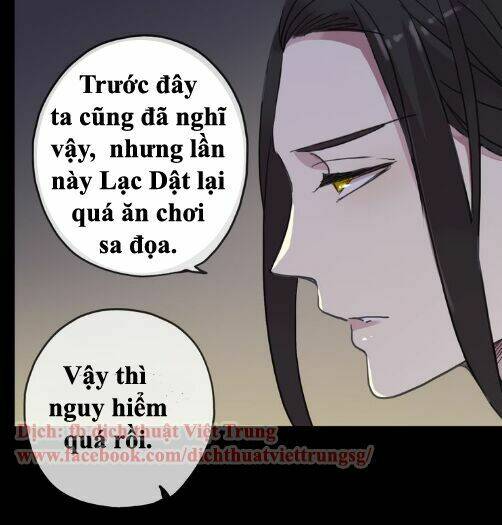 Trước đây
ta cũng đã nghĩ
vậy, nhưng lần
này Lạc Dật lại
quá ăn chơi
sa đọa.
Vậy thì
nguy hiểm
quá rồi.
Dịch: fb dịch thuật Việt Trung
www.facebook.com/dichthuatviettrungsg/